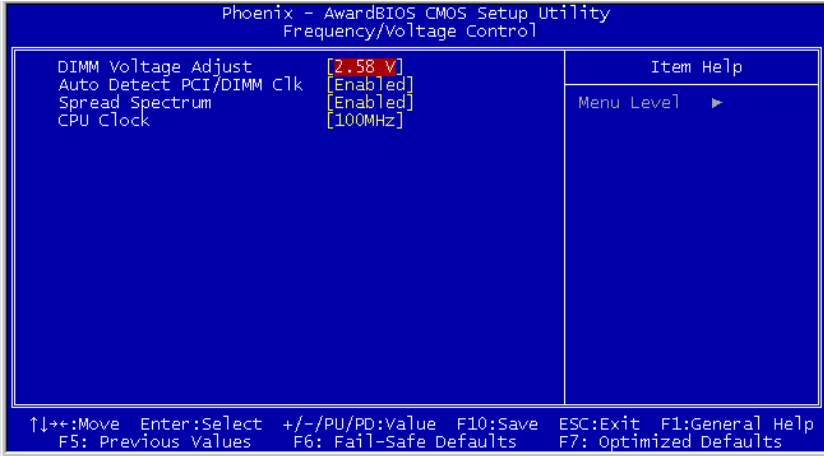 Phoenix - AwardBIOS CMOS Setup Utility
Frequency/Voltage Control
DIMM Voltage Adjust [2.58 V]
Auto Detect PCI/DIMM Clk [Enabled]
Spread Spectrum [Enabled]
CPU Clock [100MHz]
Item Help
Menu Level ►
↑↓→←:Move Enter:Select +/-/PU/PD:Value F10:Save ESC:Exit F1:General Help
F5: Previous Values F6: Fail-Safe Defaults F7: Optimized Defaults